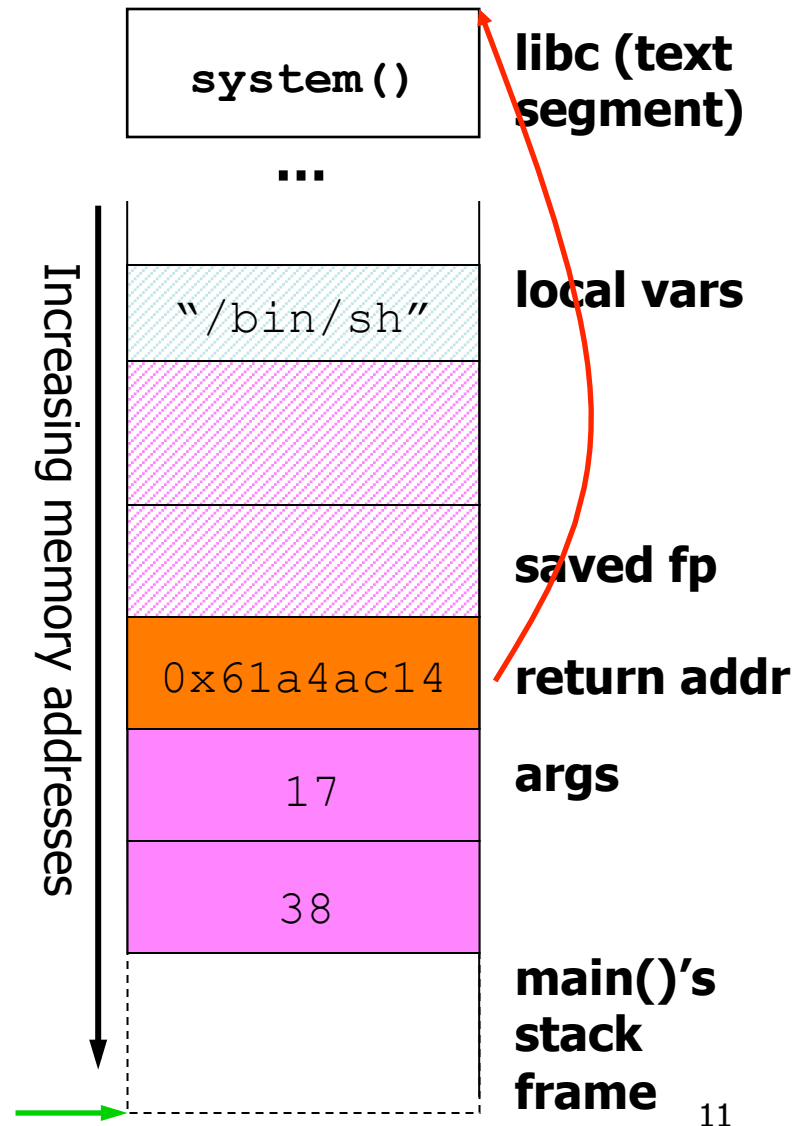 system()
libc (text
segment)
...
Increasing memory addresses
“/bin/sh”
local vars
saved fp
0x61a4ac14
return addr
17
args
38
main()’s
stack
frame
11